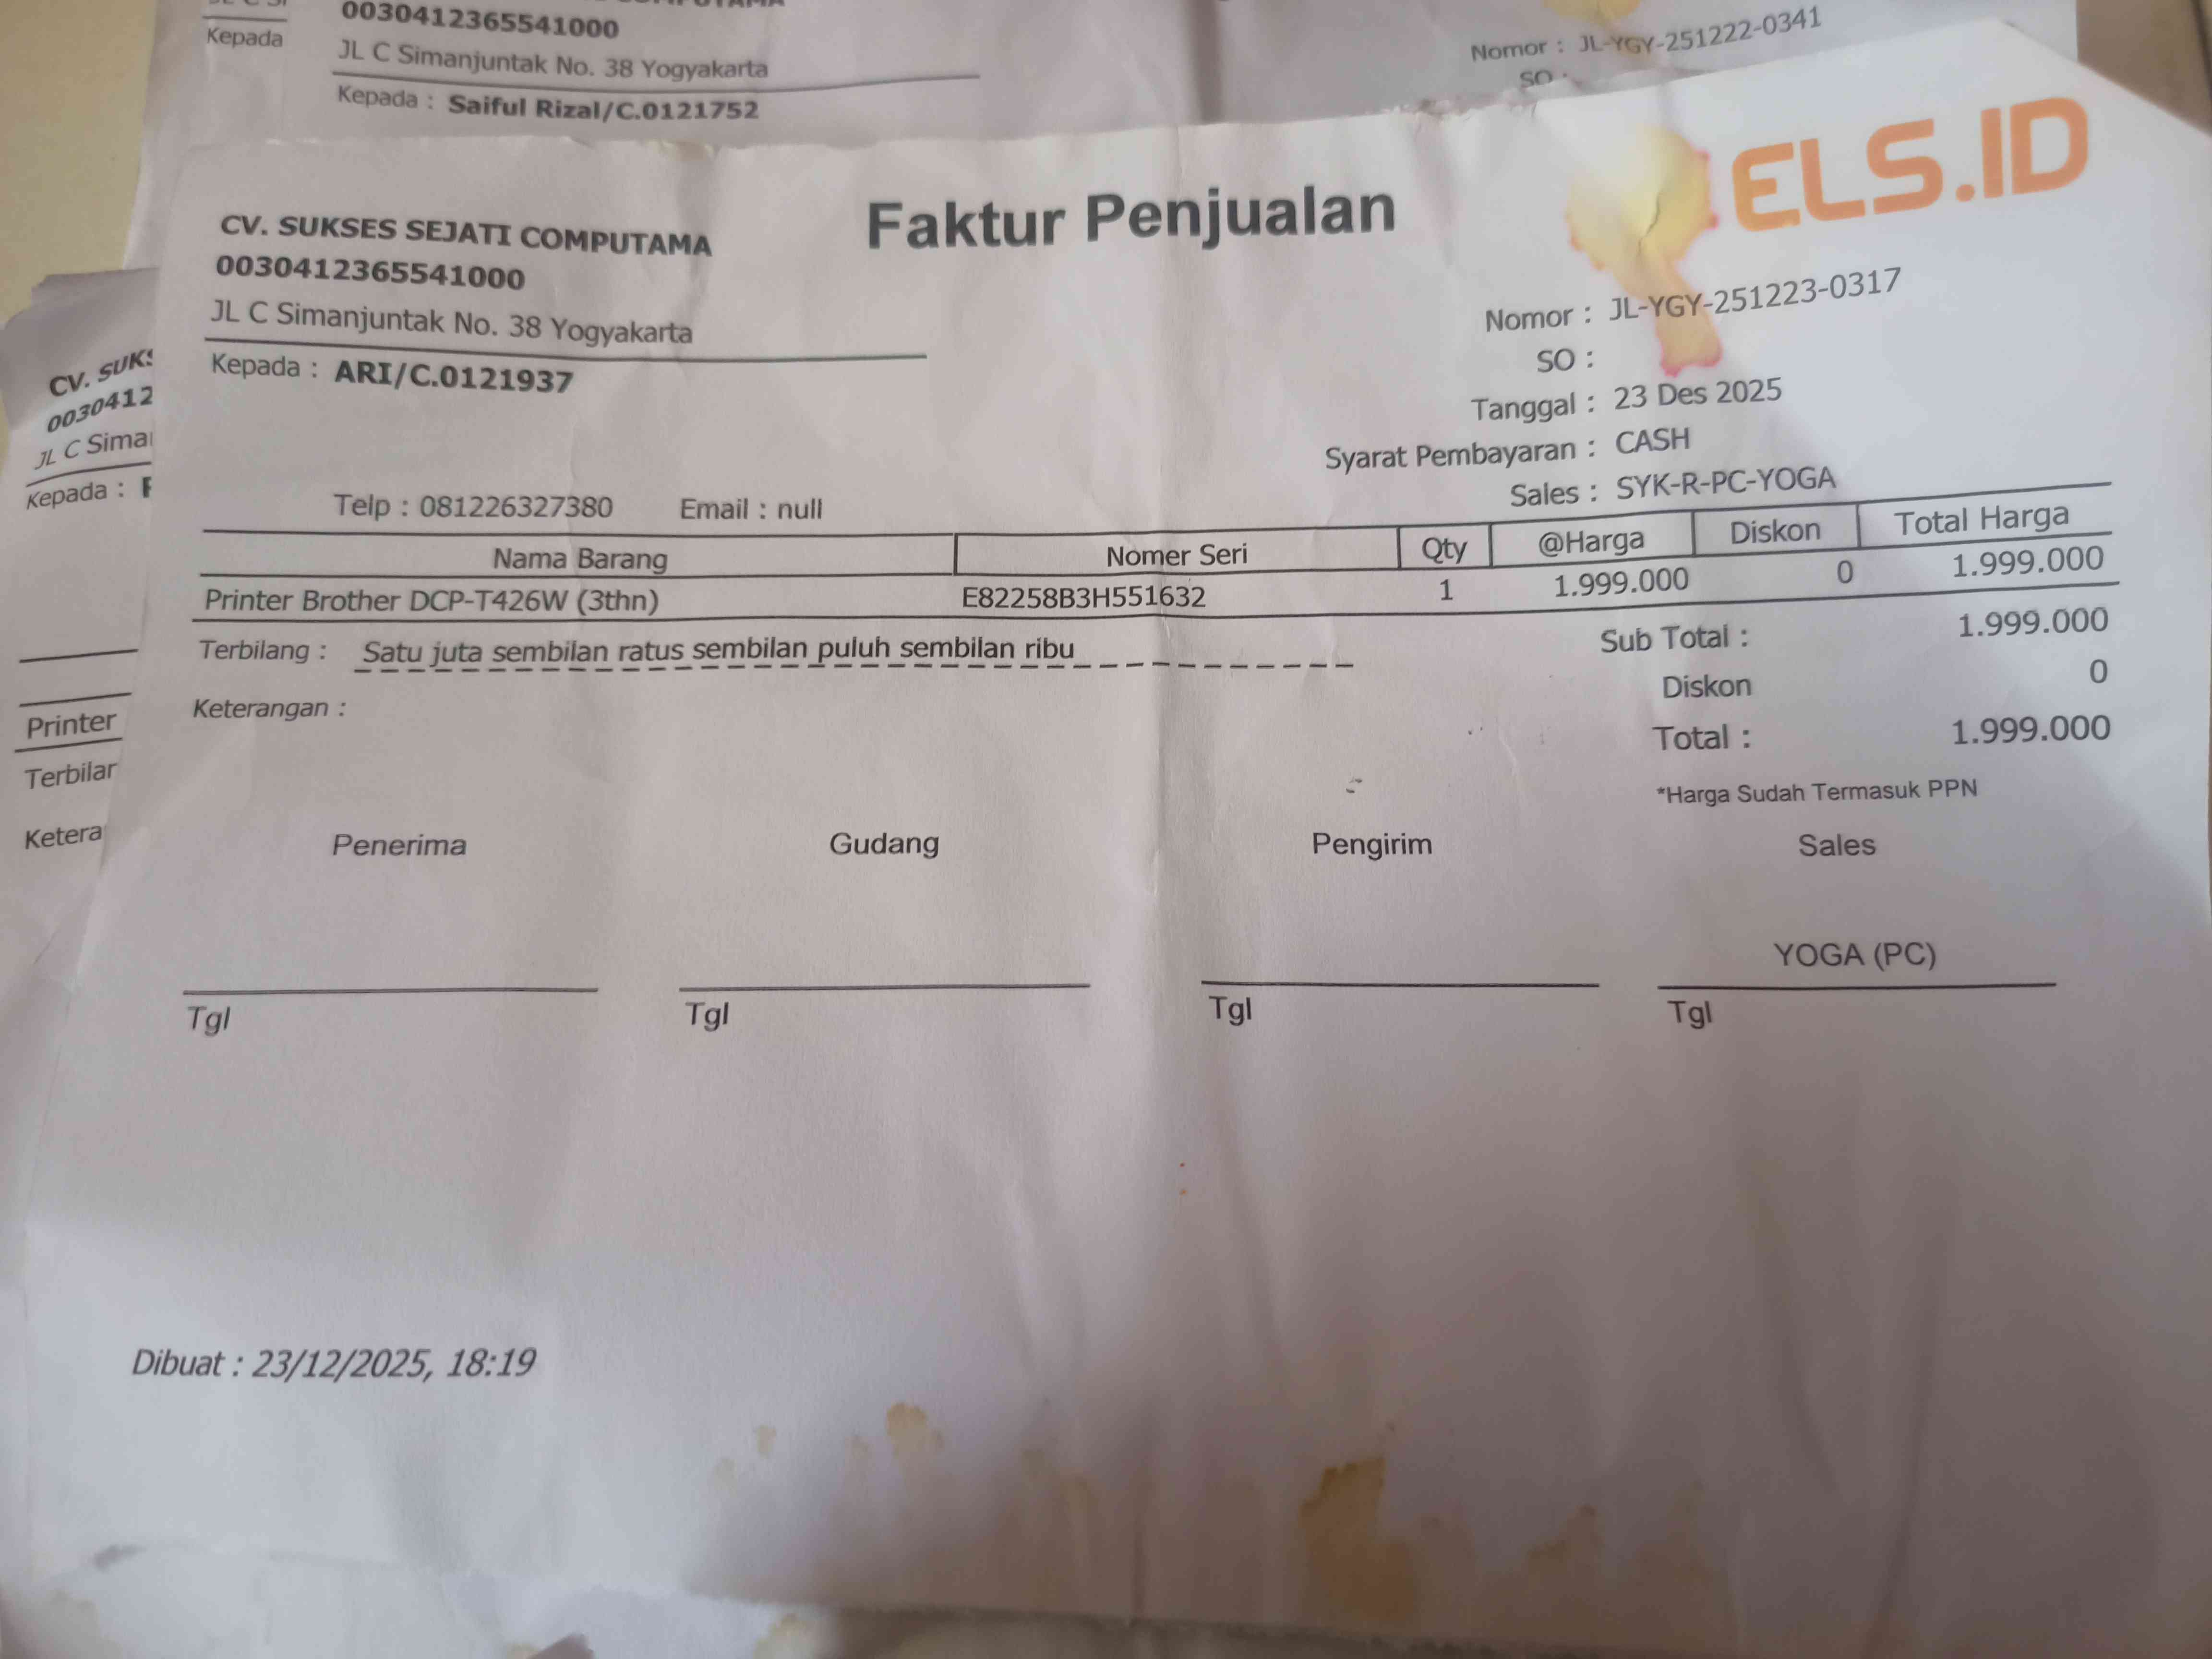 0030412365541000
Kepada
JL C Simanjuntak No. 38 Yogyakarta
Kepada : Saiful Rizal/C.0121752
Nomor : JL-YGY-251222-0341
SO :
ELS.ID
Faktur Penjualan
CV. SUKSES SEJATI COMPUTAMA
0030412365541000
JL C Simanjuntak No. 38 Yogyakarta
Kepada : ARI/C.0121937
Nomor : JL-YGY-251223-0317
SO :
Tanggal : 23 Des 2025
Syarat Pembayaran : CASH
Sales : SYK-R-PC-YOGA
Telp : 081226327380 Email : null
Nama Barang Nomer Seri Qty @Harga Diskon Total Harga
Printer Brother DCP-T426W (3thn) E82258B3H551632 1 1.999.000 0 1.999.000
Terbilang : Satu juta sembilan ratus sembilan puluh sembilan ribu
Sub Total : 1.999.000
Diskon 0
Total : 1.999.000
Keterangan :
*Harga Sudah Termasuk PPN
Penerima Gudang Pengirim Sales
YOGA (PC)
Tgl Tgl Tgl Tgl
Dibuat : 23/12/2025, 18:19
CV. SUKS
0030412
JL C Sima
Kepada :
Printer
Terbilar
Ketera